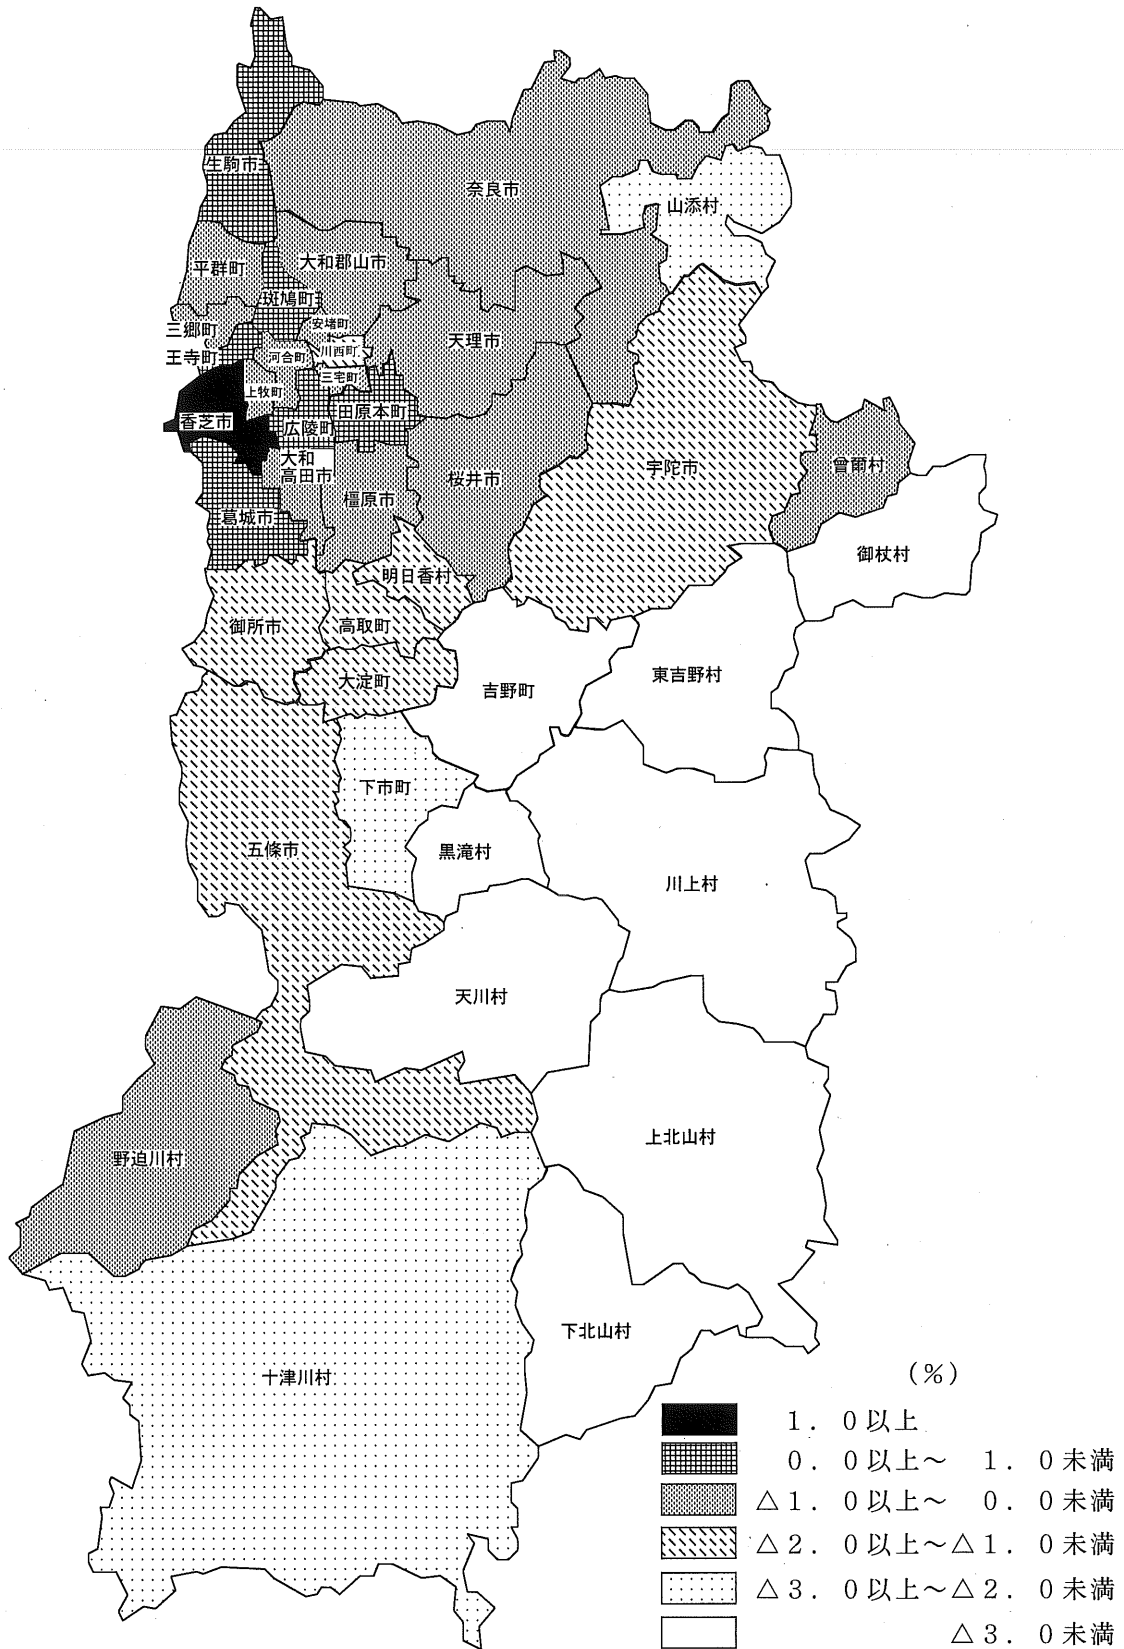 生駒市
奈良市
山添村
平群町
大和郡山市
斑鳩町
三郷町
安堵町
天理市
王寺町
河合町
川西町
三宅町
上牧町
香芝市
広陵町
田原本町
大和
高田市
橿原市
桜井市
宇陀市
曾爾村
葛城市
御杖村
明日香村
御所市
高取町
大淀町
吉野町
東吉野村
下市町
五條市
黒滝村
川上村
天川村
上北山村
野迫川村
下北山村
十津川村
(%)
1.0以上
0.0以上~ 1.0未満
△1.0以上~ 0.0未満
△2.0以上~△1.0未満
△3.0以上~△2.0未満
△3.0未満